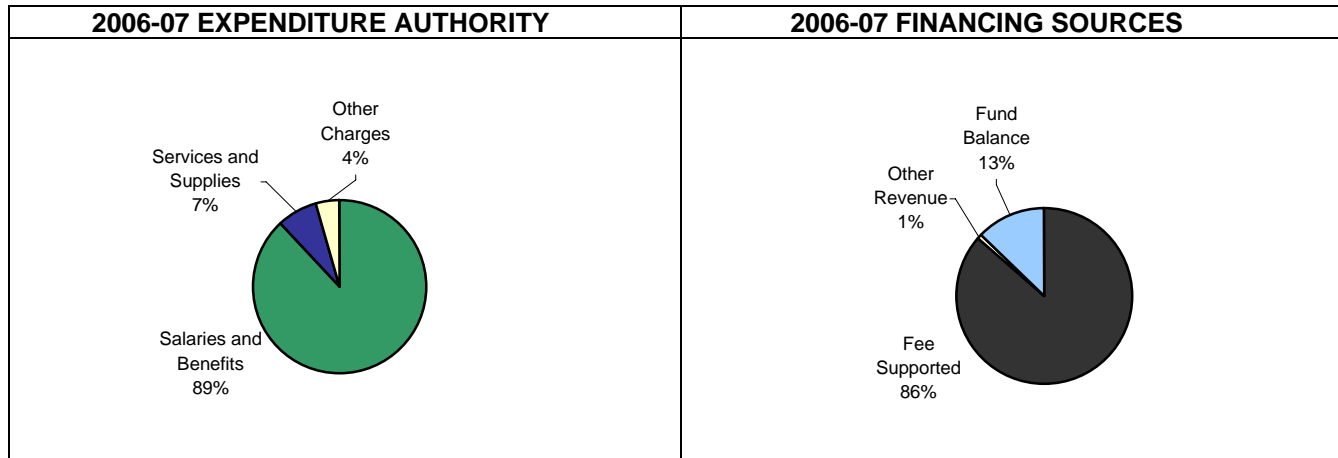 2006-07 EXPENDITURE AUTHORITY
2006-07 FINANCING SOURCES
Other
Charges
4%
Services and
Supplies
7%
Salaries and
Benefits
89%
Fund
Balance
13%
Other
Revenue
1%
Fee
Supported
86%